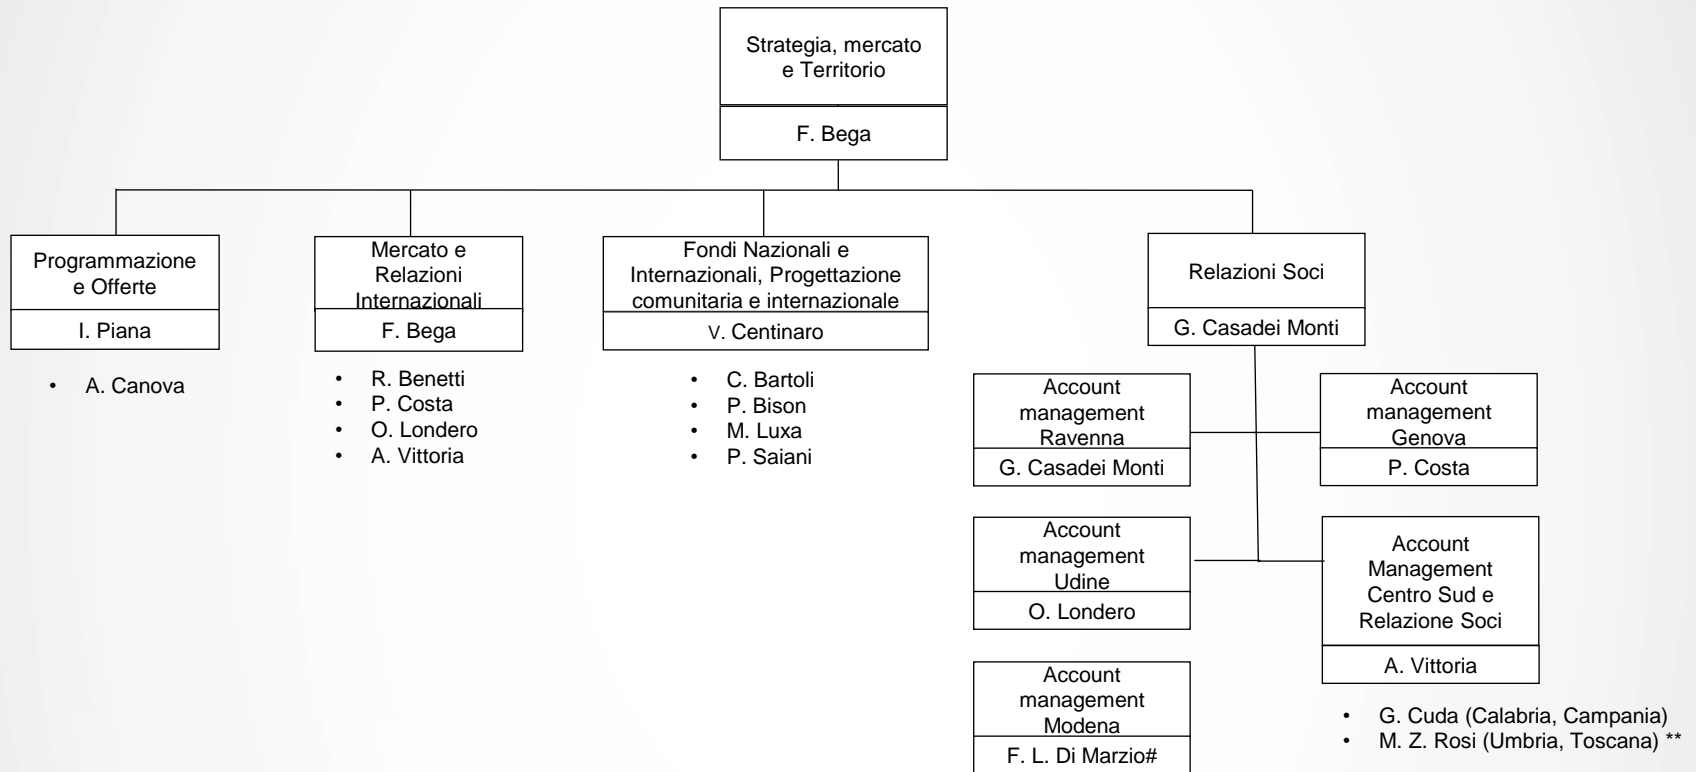 Strategia, mercato
e Territorio
F. Bega
Programmazione
e Offerte
I. Piana
• A. Canova
Mercato e
Relazioni
Internazionali
F. Bega
• R. Benetti
• P. Costa
• O. Londero
• A. Vittoria
Fondi Nazionali e
Internazionali, Progettazione
comunitaria e internazionale
V. Centinaro
• C. Bartoli
• P. Bison
• M. Luxa
• P. Saiani
Relazioni Soci
G. Casadei Monti
Account
management
Ravenna
G. Casadei Monti
Account
management
Genova
P. Costa
Account
management
Udine
O. Londero
Account
Management
Centro Sud e
Relazione Soci
A. Vittoria
• G. Cuda (Calabria, Campania)
• M. Z. Rosi (Umbria, Toscana) **
Account
management
Modena
F. L. Di Marzio#